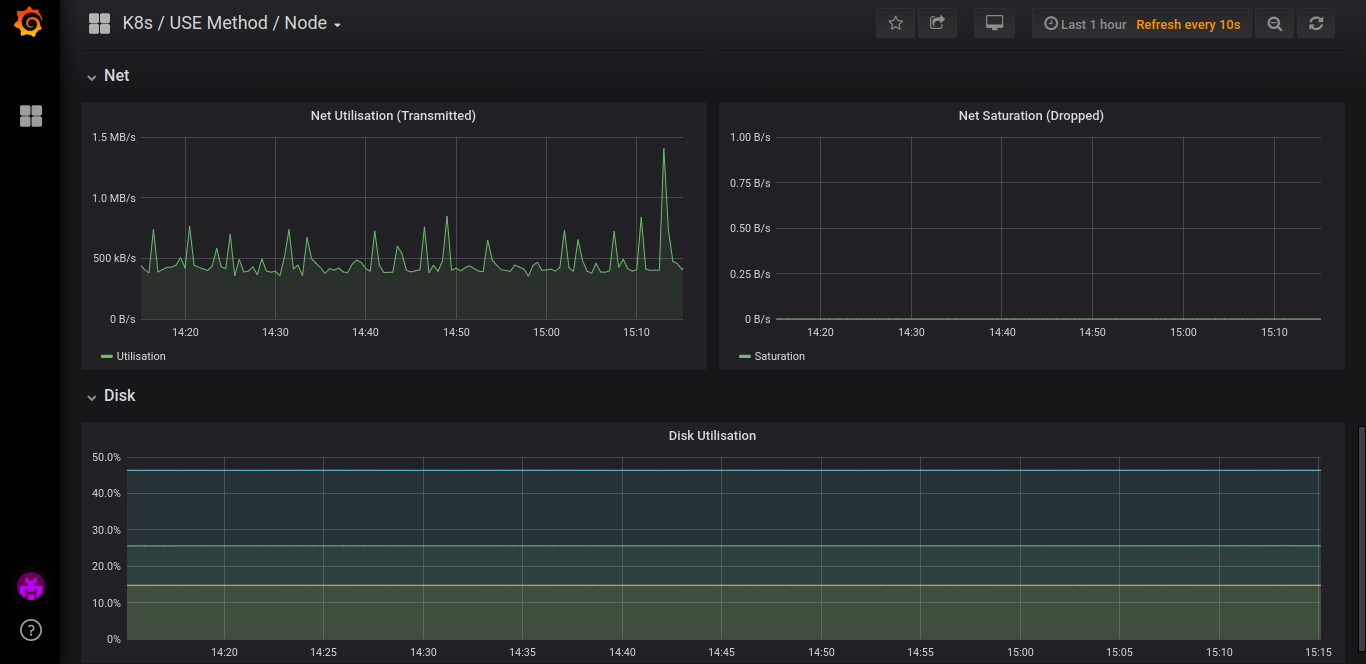 K8s / USE Method / Node
Last 1 hour Refresh every 10s
Net
Net Utilisation (Transmitted)
1.5 MB/s
1.0 MB/s
500 kB/s
0 B/s
14:20 14:30 14:40 14:50 15:00 15:10
Utilisation
Net Saturation (Dropped)
1.00 B/s
0.75 B/s
0.50 B/s
0.25 B/s
0 B/s
14:20 14:30 14:40 14:50 15:00 15:10
Saturation
Disk
Disk Utilisation
50.0%
40.0%
30.0%
20.0%
10.0%
0%
14:20 14:25 14:30 14:35 14:40 14:45 14:50 14:55 15:00 15:05 15:10 15:15
?